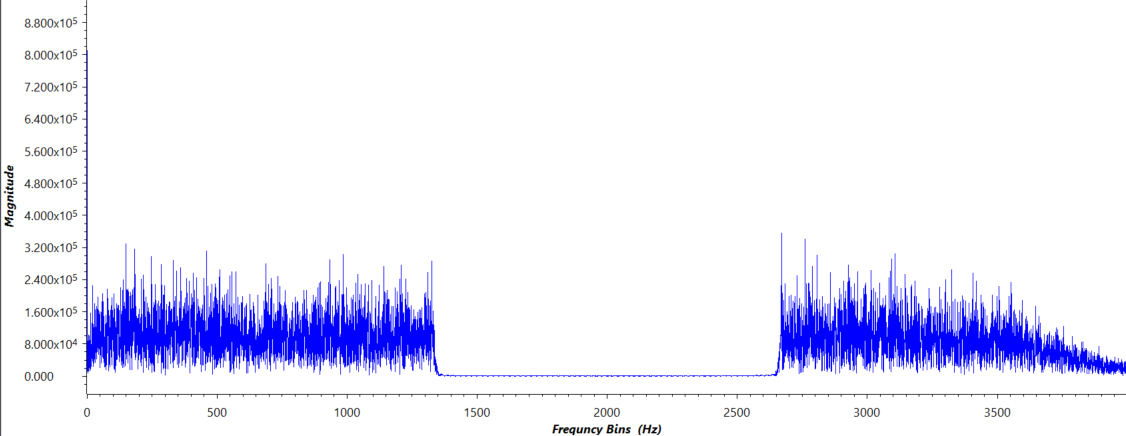 8.800x10⁵
8.000x10⁵
7.200x10⁵
6.400x10⁵
5.600x10⁵
4.800x10⁵
4.000x10⁵
3.200x10⁵
2.400x10⁵
1.600x10⁵
8.000x10⁴
0.000
Magnitude
0 500 1000 1500 2000 2500 3000 3500
Frequncy Bins (Hz)